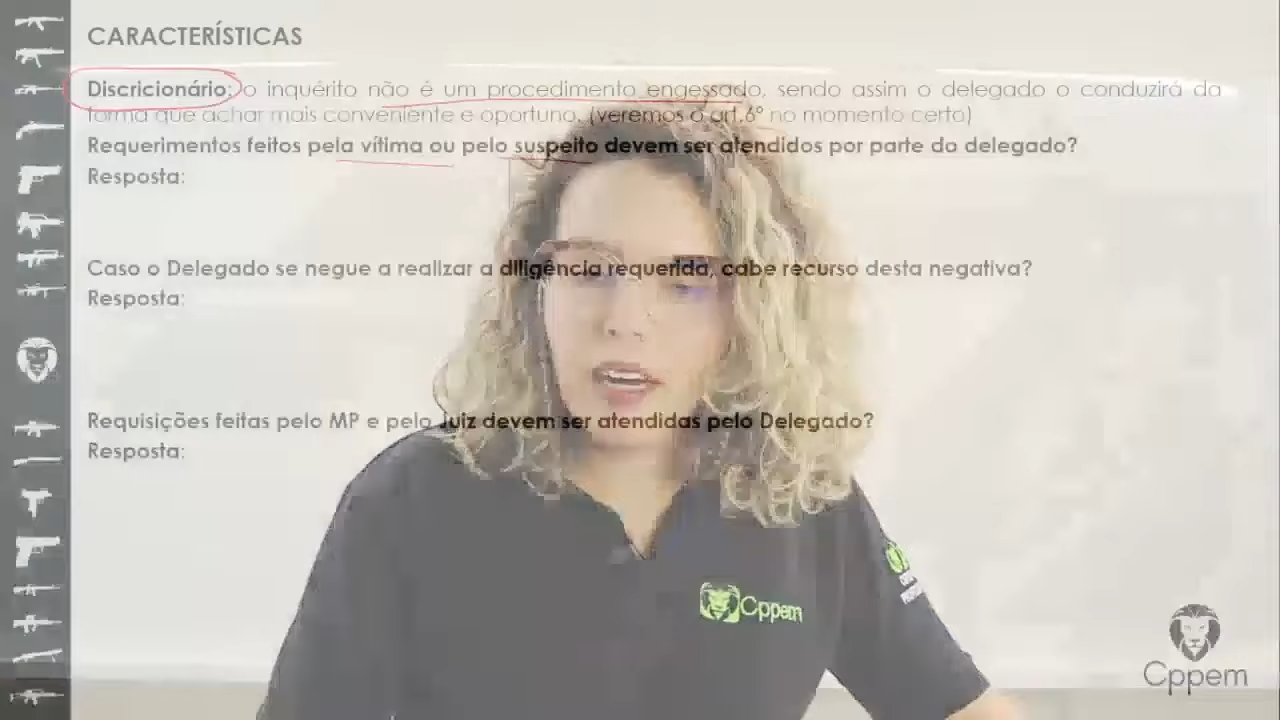 CARACTERÍSTICAS
Discricionário: o inquérito não é um procedimento engessado, sendo assim o delegado o conduzirá da
forma que achar mais conveniente e oportuno. (veremos o art.6º no momento certo)
Requerimentos feitos pela vítima ou pelo suspeito devem ser atendidos por parte do delegado?
Resposta:
Caso o Delegado se negue a realizar a diligência requerida, cabe recurso desta negativa?
Resposta:
Requisições feitas pelo MP e pelo Juiz devem ser atendidas pelo Delegado?
Resposta:
Cppem
Cppem